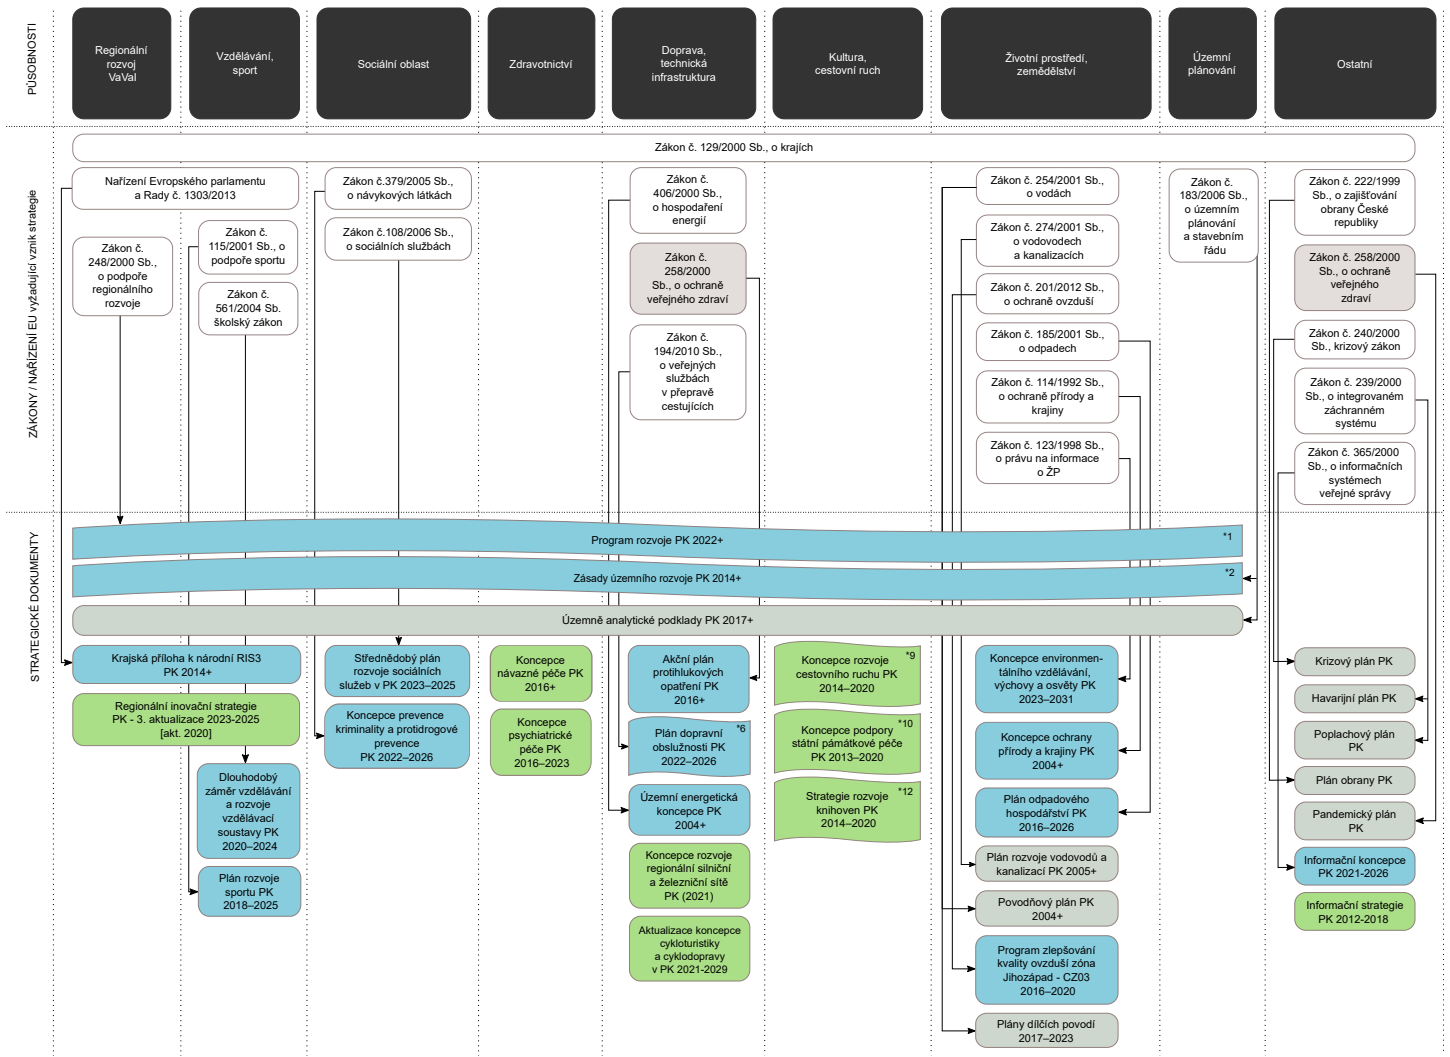 PŮSOBNOSTI
Regionální
rozvoj
VaVaI
Vzdělávání,
sport
Sociální oblast
Zdravotnictví
Doprava,
technická
infrastruktura
Kultura,
cestovní ruch
Životní prostředí,
zemědělství
Územní
plánování
Ostatní
ZÁKONY / NAŘÍZENÍ EU vyžadující vznik strategie
Zákon č. 129/2000 Sb., o krajích
Nařízení Evropského parlamentu
a Rady č. 1303/2013
Zákon č.
248/2000 Sb.,
o podpoře
regionálního
rozvoje
Zákon č.
115/2001 Sb., o
podpoře sportu
Zákon č.
561/2004 Sb.
školský zákon
Zákon č.379/2005 Sb.,
o návykových látkách
Zákon č.108/2006 Sb.,
o sociálních službách
Zákon č.
406/2000 Sb.,
o hospodaření
energií
Zákon č.
258/2000
Sb., o ochraně
veřejného zdraví
Zákon č.
194/2010 Sb.,
o veřejných
službách
v přepravě
cestujících
Zákon č. 254/2001 Sb.,
o vodách
Zákon č. 274/2001 Sb.,
o vodovodech
a kanalizacích
Zákon č. 201/2012 Sb.,
o ochraně ovzduší
Zákon č. 185/2001 Sb.,
o odpadech
Zákon č. 114/1992 Sb.,
o ochraně přírody a
krajiny
Zákon č. 123/1998 Sb.,
o právu na informace
o ŽP
Zákon č.
183/2006 Sb.,
o územním
plánování
a stavebním
řádu
Zákon č. 222/1999
Sb., o zajišťování
obrany České
republiky
Zákon č. 258/2000
Sb., o ochraně
veřejného
zdraví
Zákon č. 240/2000
Sb., krizový zákon
Zákon č. 239/2000
Sb., o integrovaném
záchranném
systému
Zákon č. 365/2000
Sb., o informačních
systémech
veřejné správy
STRATEGICKÉ DOKUMENTY
Program rozvoje PK 2022+
*1
Zásady územního rozvoje PK 2014+
*2
Územně analytické podklady PK 2017+
Krajská příloha k národní RIS3
PK 2014+
Regionální inovační strategie
PK - 3. aktualizace 2023-2025
[akt. 2020]
Dlouhodobý
záměr vzdělávání
a rozvoje
vzdělávací
soustavy PK
2020–2024
Plán rozvoje
sportu PK
2018–2025
Střednědobý plán
rozvoje sociálních
služeb v PK 2023–2025
Koncepce prevence
kriminality a protidrogové
prevence
PK 2022–2026
Koncepce
návazné péče PK
2016+
Koncepce
psychiatrické
péče PK
2016–2023
Akční plán
protihlukových
opatření PK
2016+
*6
Plán dopravní
obslužnosti PK
2022–2026
Územní energetická
koncepce PK
2004+
Koncepce rozvoje
regionální silniční
a železniční sítě
PK (2021)
Aktualizace koncepce
cykloturistiky
a cyklodopravy
v PK 2021-2029
*9
Koncepce rozvoje
cestovního ruchu PK
2014–2020
*10
Koncepce podpory
státní památkové péče
PK 2013–2020
*12
Strategie rozvoje
knihoven PK
2014–2020
Koncepce environmen-
tálního vzdělávání,
výchovy a osvěty PK
2023–2031
Koncepce ochrany
přírody a krajiny PK
2004+
Plán odpadového
hospodářství PK
2016–2026
Plán rozvoje vodovodů a
kanalizací PK 2005+
Povodňový plán PK
2004+
Program zlepšování
kvality ovzduší zóna
Jihozápad - CZ03
2016–2020
Plány dílčích povodí
2017–2023
Krizový plán PK
Havarijní plán PK
Poplachový plán
PK
Plán obrany PK
Pandemický plán
PK
Informační koncepce
PK 2021-2026
Informační strategie
PK 2012-2018